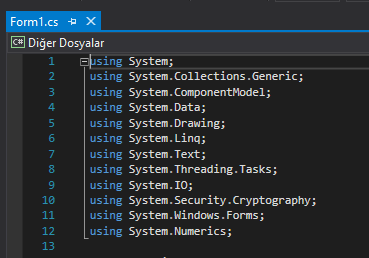 Form1.cs
C# Diğer Dosyalar
1 using System;
2 using System.Collections.Generic;
3 using System.ComponentModel;
4 using System.Data;
5 using System.Drawing;
6 using System.Linq;
7 using System.Text;
8 using System.Threading.Tasks;
9 using System.IO;
10 using System.Security.Cryptography;
11 using System.Windows.Forms;
12 using System.Numerics;
13